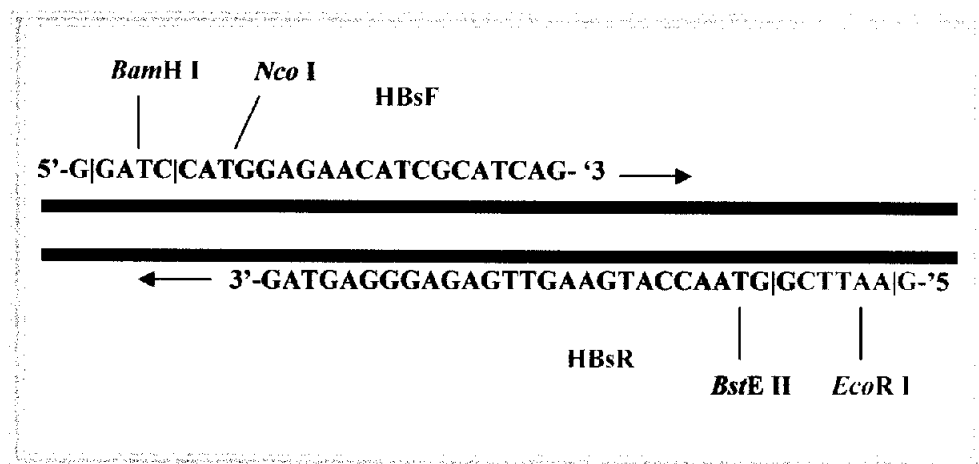 BamH I Nco I
HBsF
5'-G|GATC|CATGGAGAACATCGCATCAG- '3
3'-GATGAGGGAGAGTTGAAGTACCAATG|GCTTAA|G-'5
HBsR
BstE II EcoR I